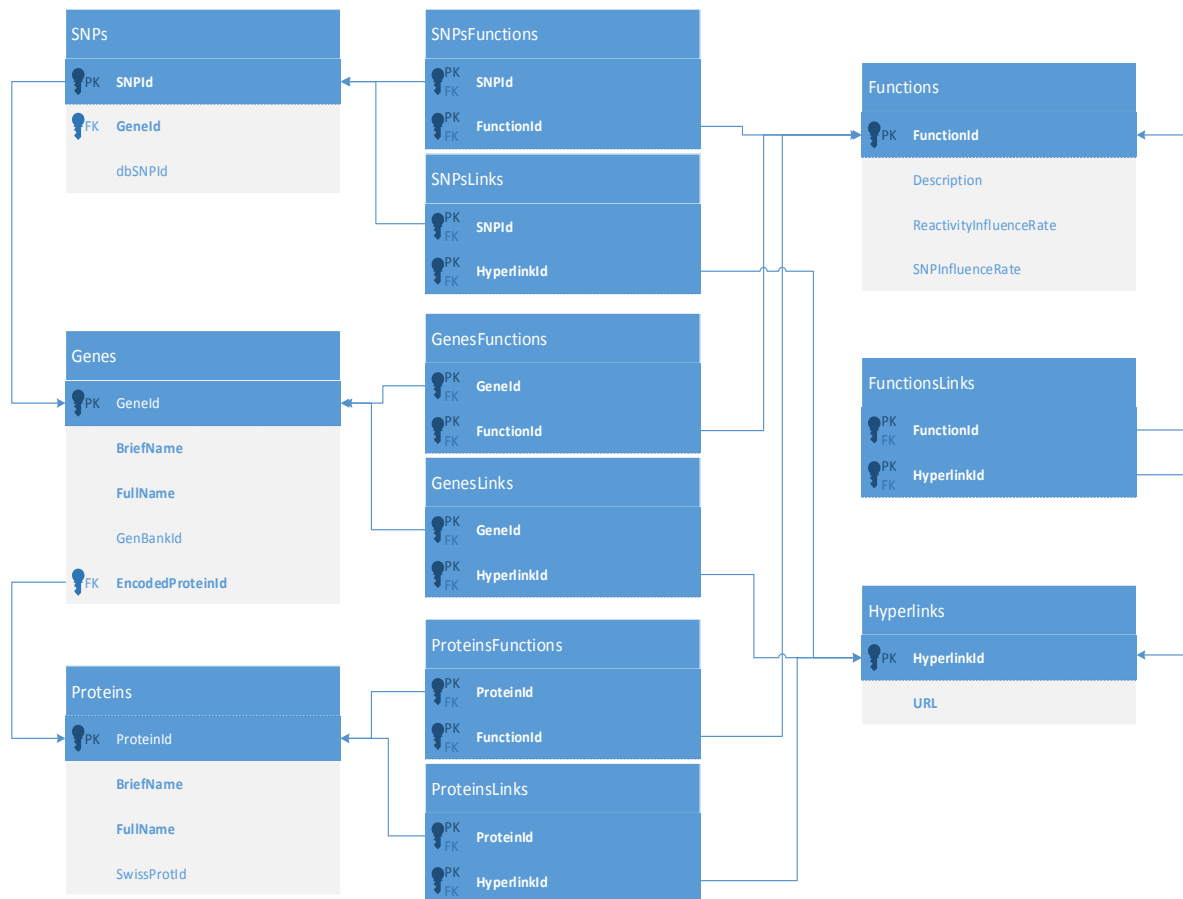 SNPs
PK SNPId
FK GeneId
dbSNPId
Genes
PK GeneId
BriefName
FullName
GenBankId
FK EncodedProteinId
Proteins
PK ProteinId
BriefName
FullName
SwissProtId
SNPsFunctions
PK
FK
SNPId
PK
FK
FunctionId
SNPsLinks
PK
FK
SNPId
PK
FK
HyperlinkId
GenesFunctions
PK
FK
GeneId
PK
FK
FunctionId
GenesLinks
PK
FK
GeneId
PK
FK
HyperlinkId
ProteinsFunctions
PK
FK
ProteinId
PK
FK
FunctionId
ProteinsLinks
PK
FK
ProteinId
PK
FK
HyperlinkId
Functions
PK FunctionId
Description
ReactivityInfluenceRate
SNPInfluenceRate
FunctionsLinks
PK
FK
FunctionId
PK
FK
HyperlinkId
Hyperlinks
PK HyperlinkId
URL